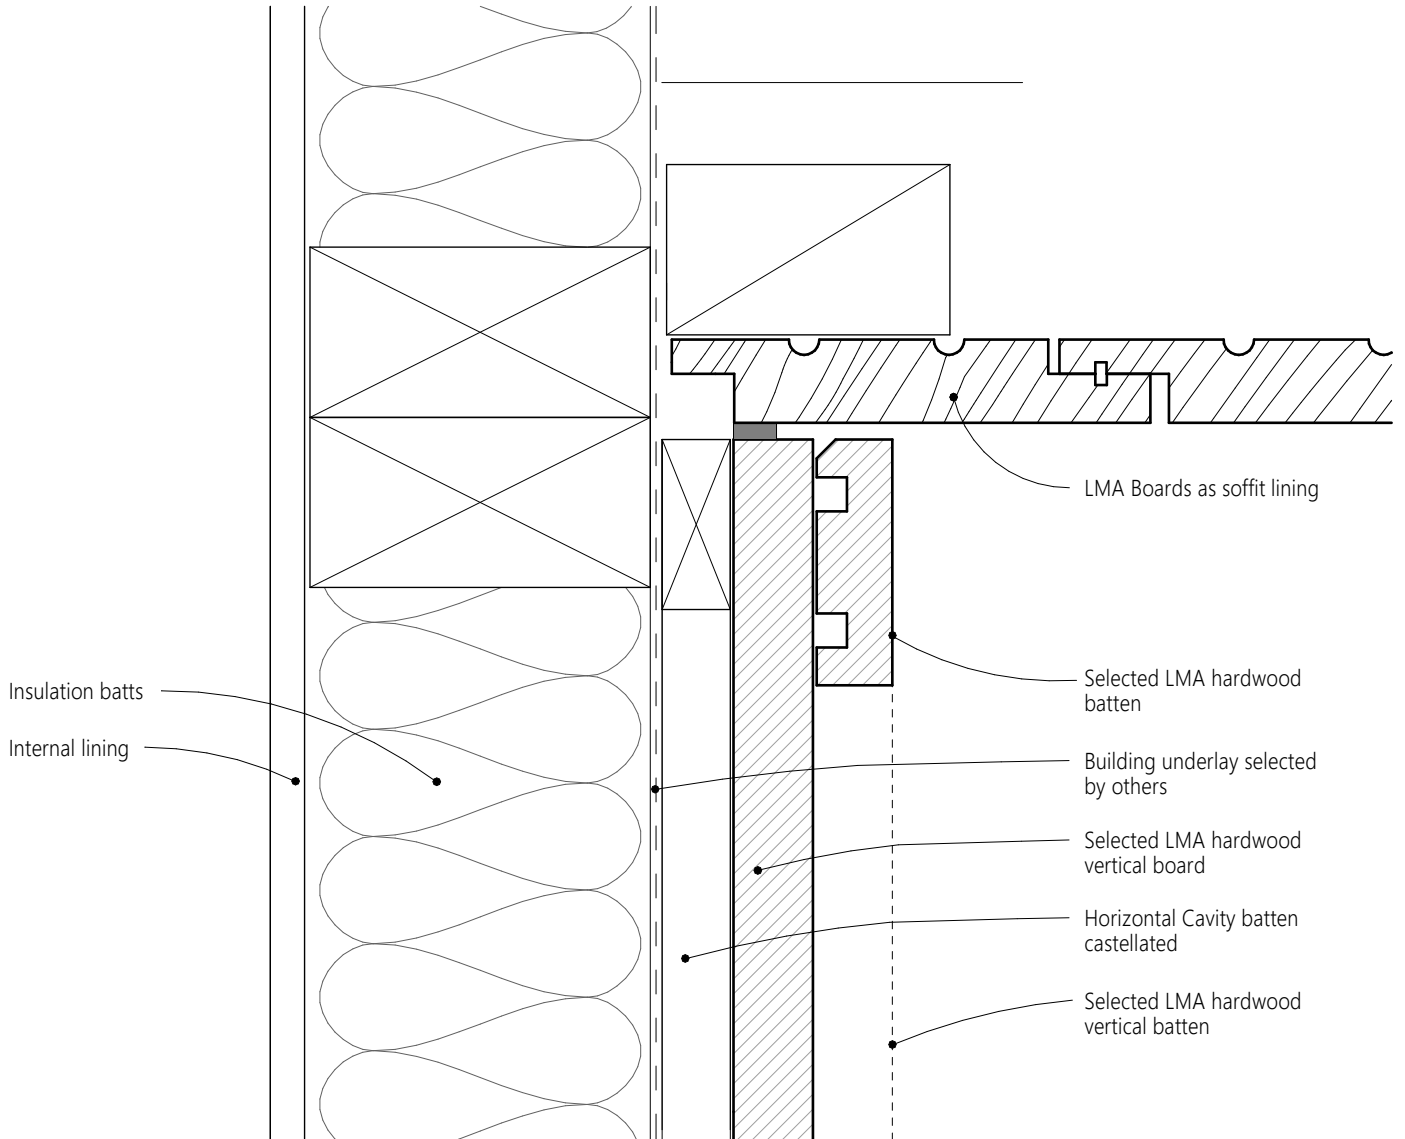 LMA Boards as soffit lining
Selected LMA hardwood
batten
Insulation batts
Internal lining
Building underlay selected
by others
Selected LMA hardwood
vertical board
Horizontal Cavity batten
castellated
Selected LMA hardwood
vertical batten